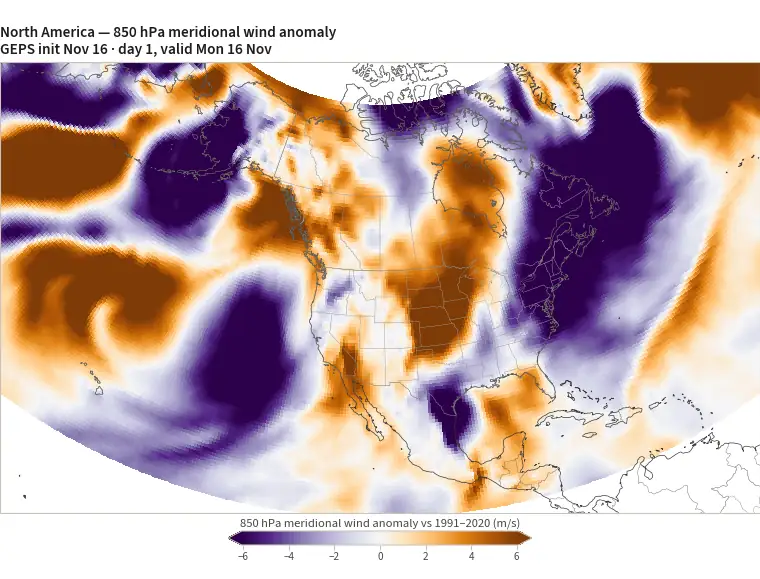 North America — 850 hPa meridional wind anomaly
GEPS init Nov 16 · day 1, valid Mon 16 Nov
850 hPa meridional wind anomaly vs 1991–2020 (m/s)
−6 −4 −2 0 2 4 6